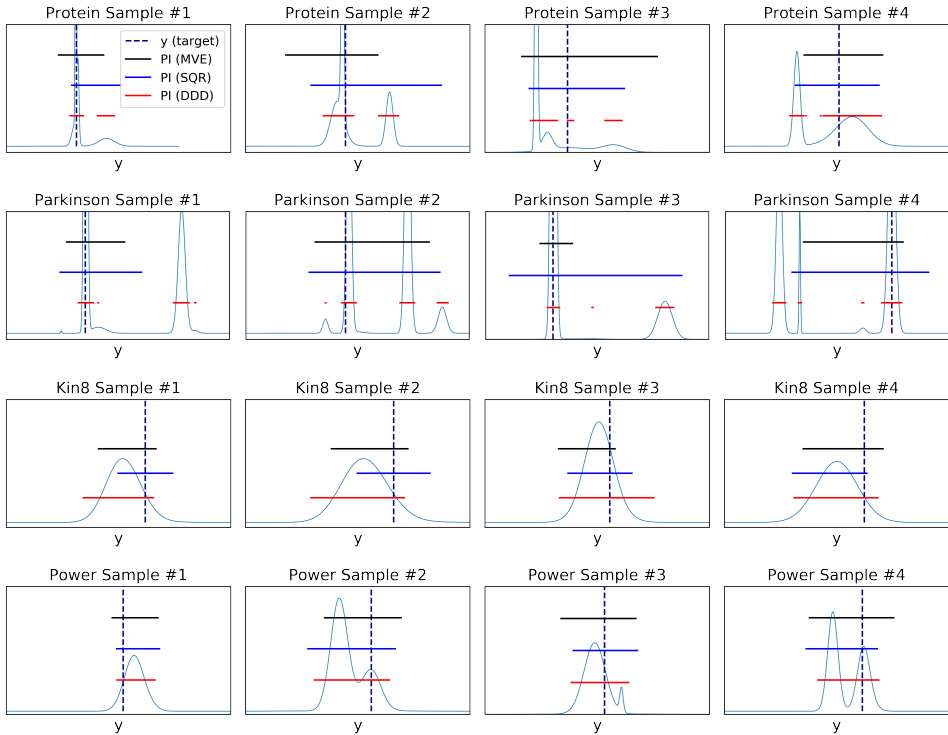 Protein Sample #1
Protein Sample #2
Protein Sample #3
Protein Sample #4
y (target)
PI (MVE)
PI (SQR)
PI (DDD)
y
y
y
y
Parkinson Sample #1
Parkinson Sample #2
Parkinson Sample #3
Parkinson Sample #4
y
y
y
y
Kin8 Sample #1
Kin8 Sample #2
Kin8 Sample #3
Kin8 Sample #4
y
y
y
y
Power Sample #1
Power Sample #2
Power Sample #3
Power Sample #4
y
y
y
y